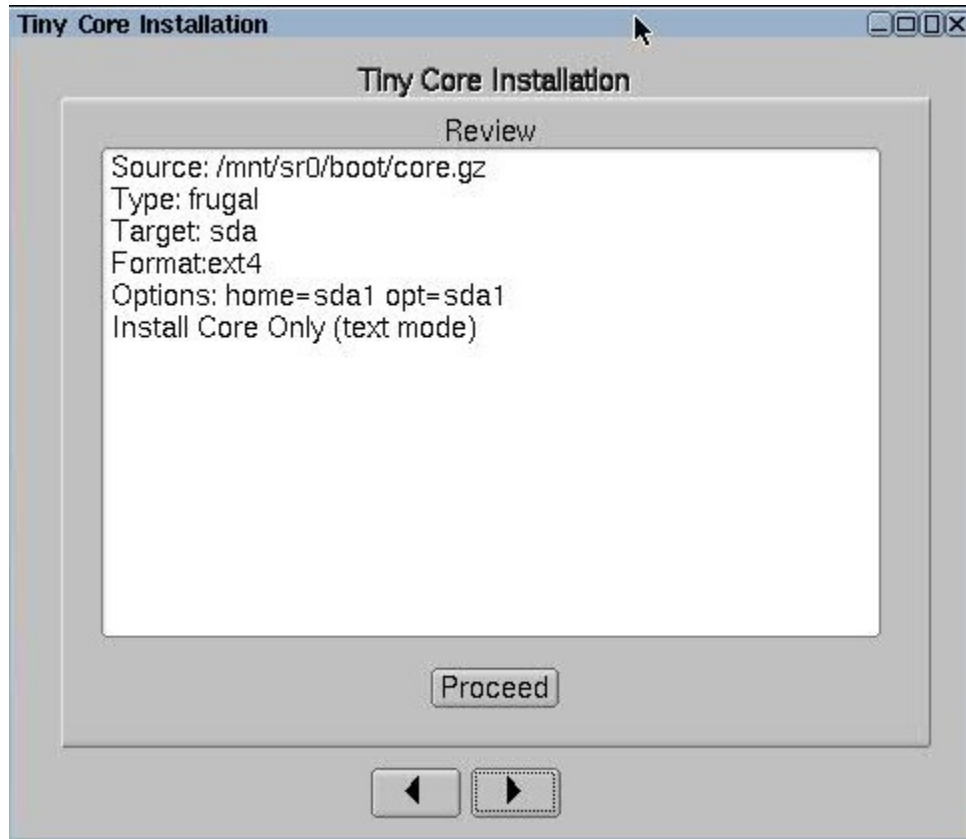 Tiny Core Installation
Tiny Core Installation
Review
Source: /mnt/sr0/boot/core.gz
Type: frugal
Target: sda
Format:ext4
Options: home=sda1 opt=sda1
Install Core Only (text mode)
Proceed